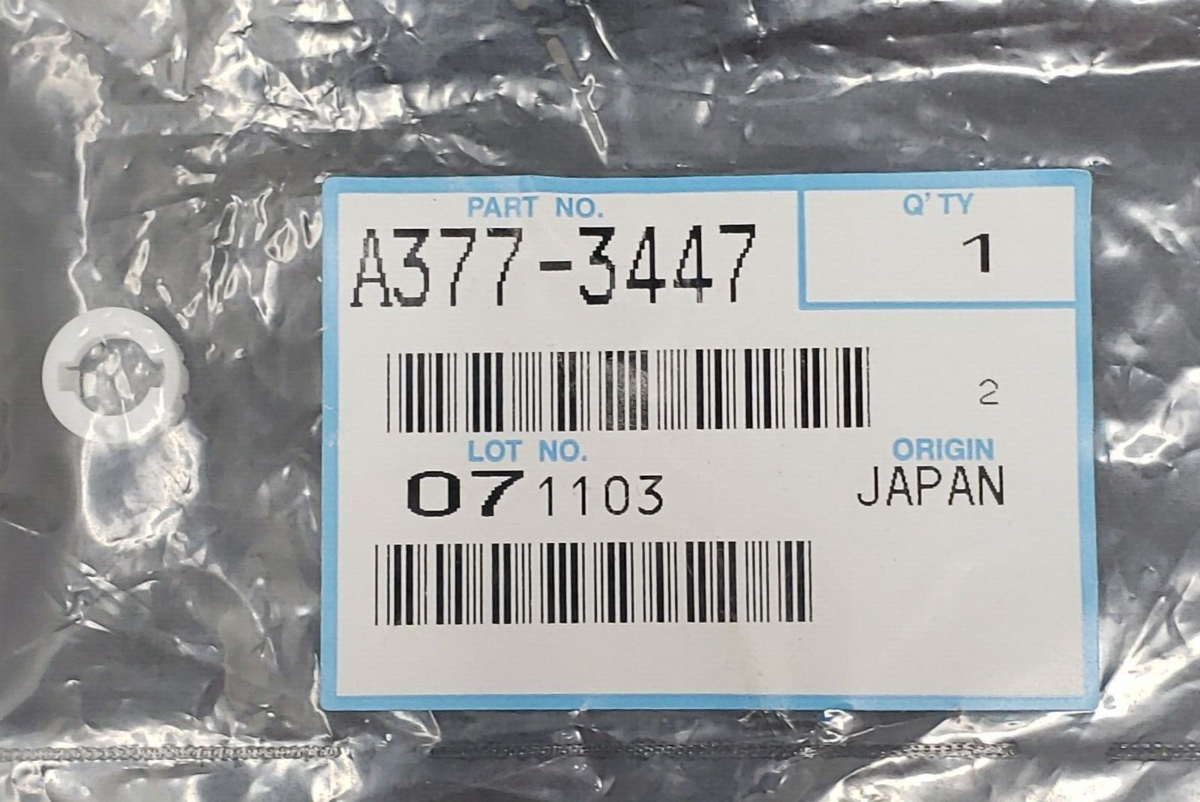 PART NO.
Q'TY
A377-3447
1
2
LOT NO.
ORIGIN
071103
JAPAN